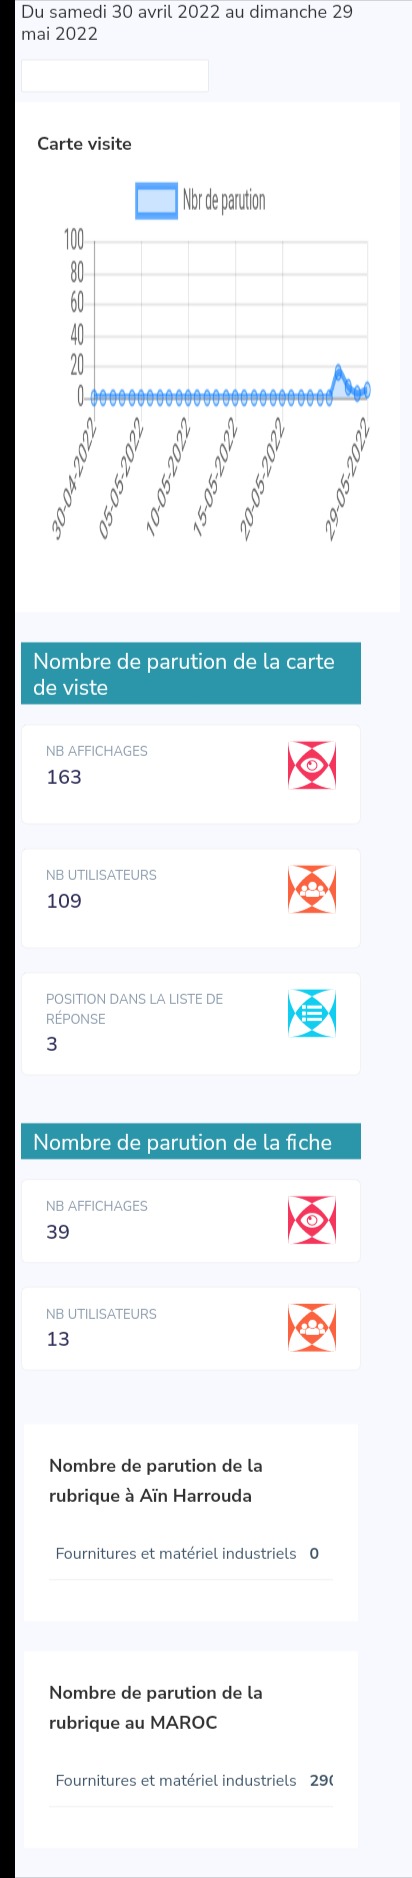 Du samedi 30 avril 2022 au dimanche 29
mai 2022
Carte visite
Nbr de parution
100
80
60
40
20
0
30-04-2022
05-05-2022
10-05-2022
15-05-2022
20-05-2022
29-05-2022
Nombre de parution de la carte
de viste
NB AFFICHAGES
163
NB UTILISATEURS
109
POSITION DANS LA LISTE DE
RÉPONSE
3
Nombre de parution de la fiche
NB AFFICHAGES
39
NB UTILISATEURS
13
Nombre de parution de la
rubrique à Aïn Harrouda
Fournitures et matériel industriels 0
Nombre de parution de la
rubrique au MAROC
Fournitures et matériel industriels